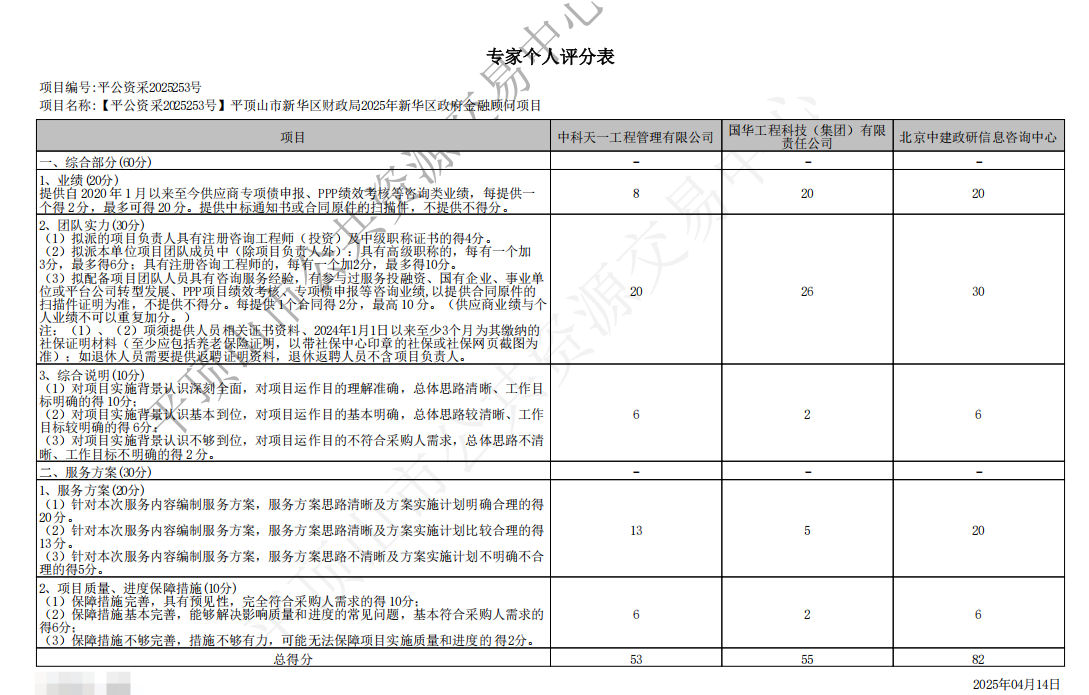 专家个人评分表
项目编号:平公资采2025253号
项目名称:【平公资采2025253号】平顶山市新华区财政局2025年新华区政府金融顾问项目
项目 中科天一工程管理有限公司 国华工程科技（集团）有限责任公司 北京中建政研信息咨询中心
一、综合部分(60分) – – –
1、业绩(20分)
提供自 2020 年 1 月以来至今供应商专项债申报、PPP绩效考核等咨询类业绩，每提供一
个得 2 分，最多可得 20 分。提供中标通知书或合同原件的扫描件，不提供不得分。
8 20 20
2、团队实力(30分)
（1）拟派的项目负责人具有注册咨询工程师（投资）及中级职称证书的得4分。
（2）拟派本单位项目团队成员中（除项目负责人外）：具有高级职称的，每有一个加
3分，最多得6分；具有注册咨询工程师的，每有一个加2分，最多得10分。
（3）拟配备项目团队人员具有咨询服务经验，有参与过服务投融资、国有企业、事业单
位或平台公司转型发展、PPP项目绩效考核、专项债申报等咨询业绩,以提供合同原件的
扫描件证明为准，不提供不得分。每提供 1个合同得 2分，最高 10 分。（供应商业绩与个
人业绩不可以重复加分。）
注：（1）、（2）项须提供人员相关证书资料、2024年1月1日以来至少3个月为其缴纳的
社保证明材料（至少应包括养老保险证明，以带社保中心印章的社保或社保网页截图为
准）；如退休人员需要提供返聘证明资料，退休返聘人员不含项目负责人。
20 26 30
3、综合说明(10分)
（1）对项目实施背景认识深刻全面，对项目运作目的理解准确，总体思路清晰、工作目
标明确的得 10分；
（2）对项目实施背景认识基本到位，对项目运作目的基本明确，总体思路较清晰、工作
目标较明确的得 6分；
（3）对项目实施背景认识不够到位，对项目运作目的不符合采购人需求，总体思路不清
晰、工作目标不明确的得 2 分。
6 2 6
二、服务方案(30分) – – –
1、服务方案(20分)
（1）针对本次服务内容编制服务方案，服务方案思路清晰及方案实施计划明确合理的得
20分。
（2）针对本次服务内容编制服务方案，服务方案思路清晰及方案实施计划比较合理的得
13分。
（3）针对本次服务内容编制服务方案，服务方案思路不清晰及方案实施计划不明确不合
理的得5分。
13 5 20
2、项目质量、进度保障措施(10分)
（1）保障措施完善，具有预见性，完全符合采购人需求的得 10分；
（2）保障措施基本完善，能够解决影响质量和进度的常见问题，基本符合采购人需求的
得6分；
（3）保障措施不够完善，措施不够有力，可能无法保障项目实施质量和进度的 得2分。
6 2 6
总得分 53 55 82
2025年04月14日
平顶山市公共资源交易中心
平顶山市公共资源交易中心